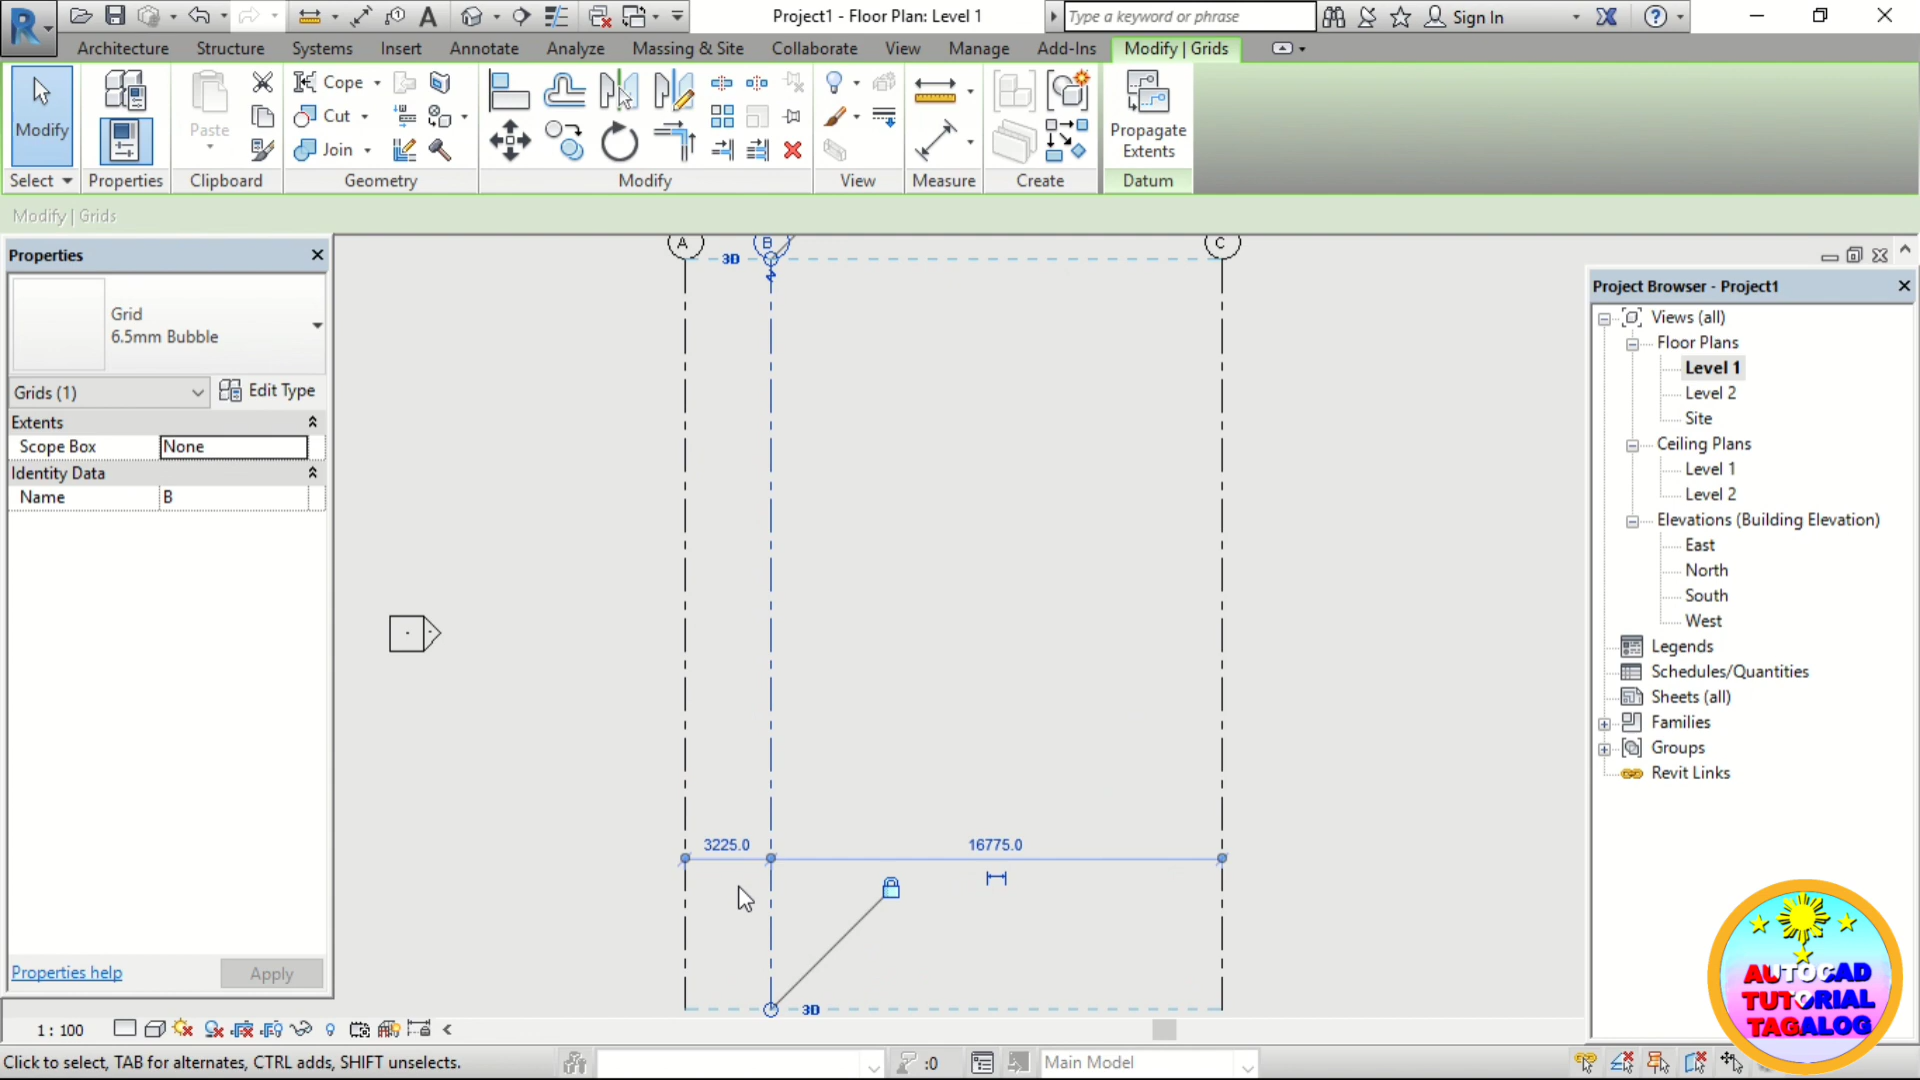 Project1 - Floor Plan: Level 1
Type a keyword or phrase
Sign In
Architecture Structure Systems Insert Annotate Analyze Massing & Site Collaborate View Manage Add-Ins Modify | Grids
Modify
Paste
Cope
Cut
Join
Propagate
Extents
Select Properties Clipboard Geometry Modify View Measure Create Datum
Modify | Grids
Properties
Grid
6.5mm Bubble
Grids (1)
Edit Type
Extents
Scope Box None
Identity Data
Name B
Properties help
Apply
A B C
3D
3225.0 16775.0
3D
Project Browser - Project1
Views (all)
Floor Plans
Level 1
Level 2
Site
Ceiling Plans
Level 1
Level 2
Elevations (Building Elevation)
East
North
South
West
Legends
Schedules/Quantities
Sheets (all)
Families
Groups
Revit Links
AUTOCAD
TUTORIAL
TAGALOG
1 : 100
Click to select, TAB for alternates, CTRL adds, SHIFT unselects.
:0
Main Model